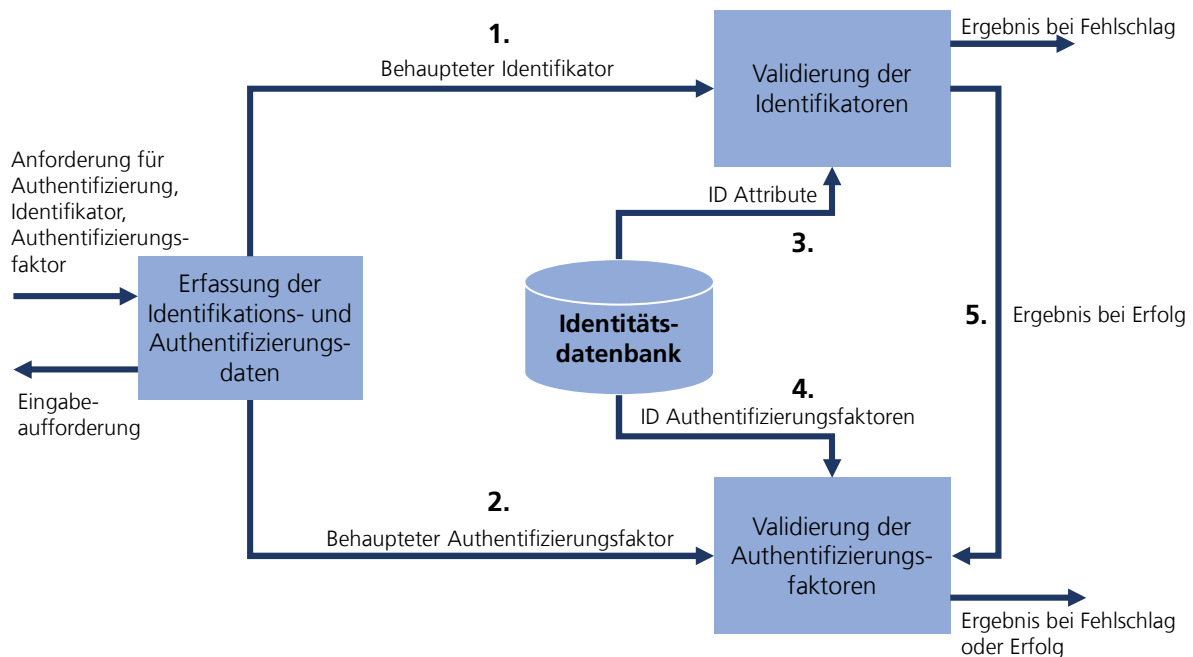 1.
Behaupteter Identifikator
Validierung der
Identifikatoren
Ergebnis bei Fehlschlag
Anforderung für
Authentifizierung,
Identifikator,
Authentifizierungs-
faktor
ID Attribute
3.
Erfassung der
Identifikations- und
Authentifizierungs-
daten
Identitäts-
datenbank
5.
Ergebnis bei Erfolg
Eingabe-
aufforderung
4.
ID Authentifizierungsfaktoren
2.
Behaupteter Authentifizierungsfaktor
Validierung der
Authentifizierungs-
faktoren
Ergebnis bei Fehlschlag
oder Erfolg